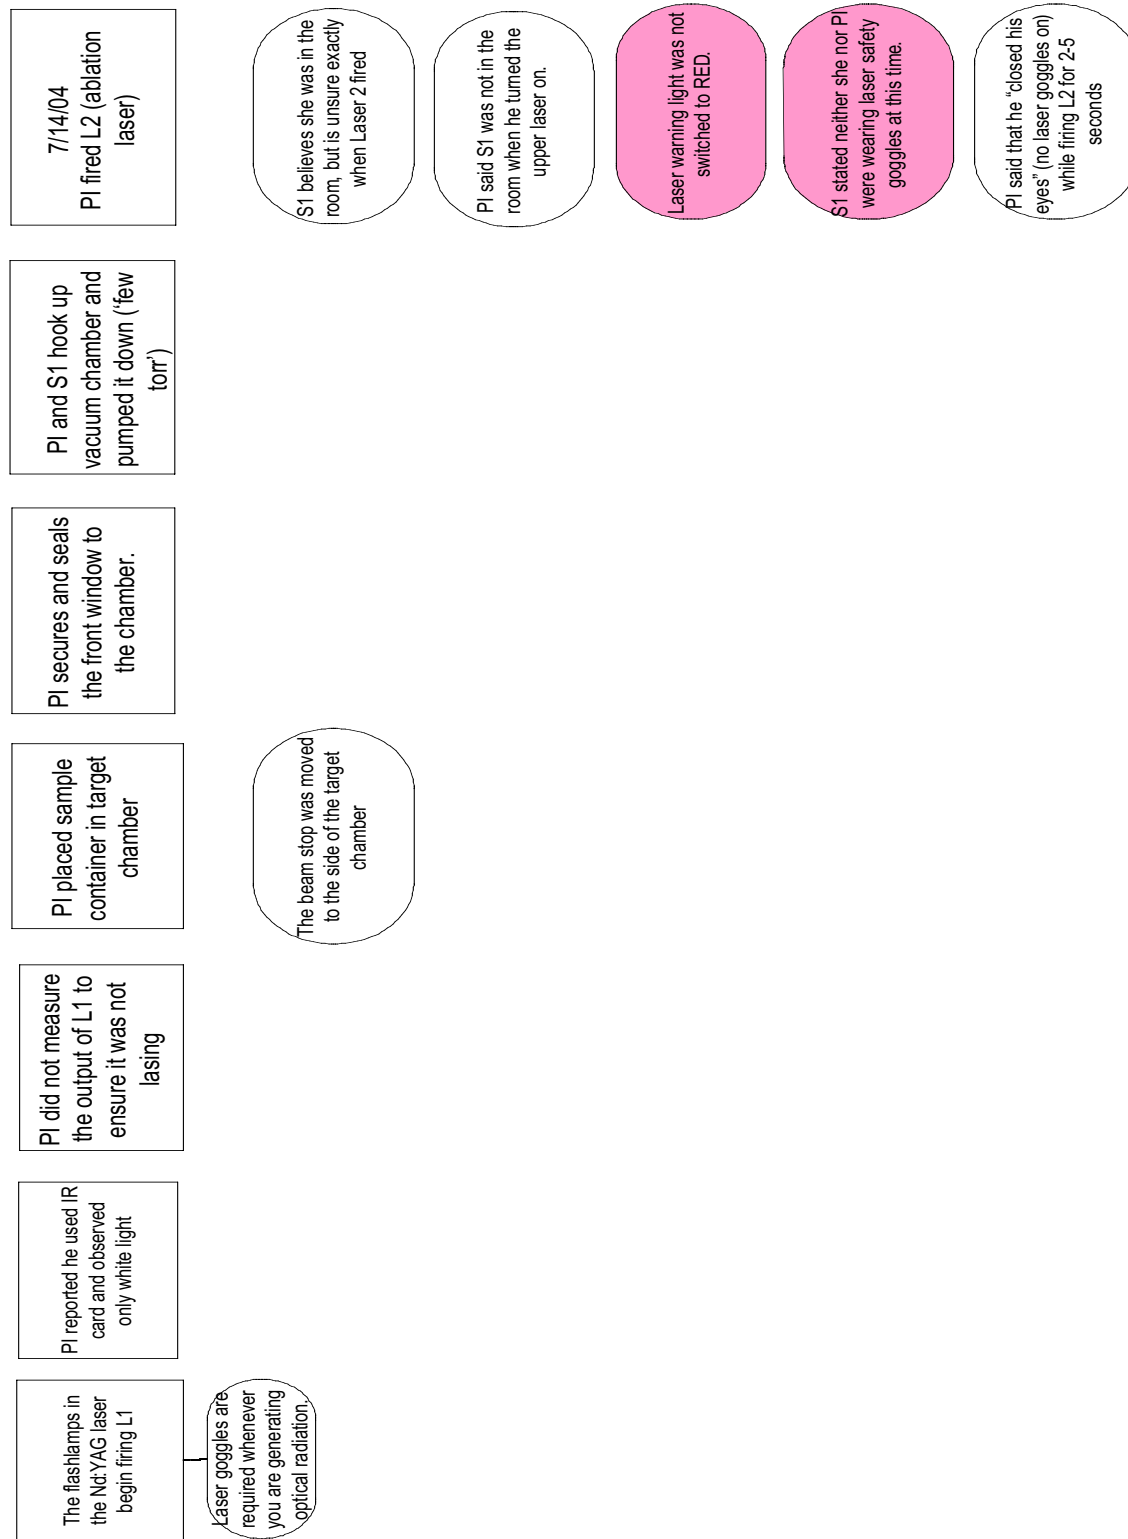 The flashlamps in
the Nd:YAG laser
begin firing L1
PI reported he used IR
card and observed
only white light
PI did not measure
the output of L1 to
ensure it was not
lasing
PI placed sample
container in target
chamber
PI secures and seals
the front window to
the chamber.
PI and S1 hook up
vacuum chamber and
pumped it down (‘few
torr’)
7/14/04
PI fired L2 (ablation
laser)
Laser goggles are
required whenever
you are generating
optical radiation.
The beam stop was moved
to the side of the target
chamber
S1 believes she was in the
room, but is unsure exactly
when Laser 2 fired
PI said S1 was not in the
room when he turned the
upper laser on.
Laser warning light was not
switched to RED.
S1 stated neither she nor PI
were wearing laser safety
goggles at this time.
PI said that he “closed his
eyes” (no laser goggles on)
while firing L2 for 2-5
seconds